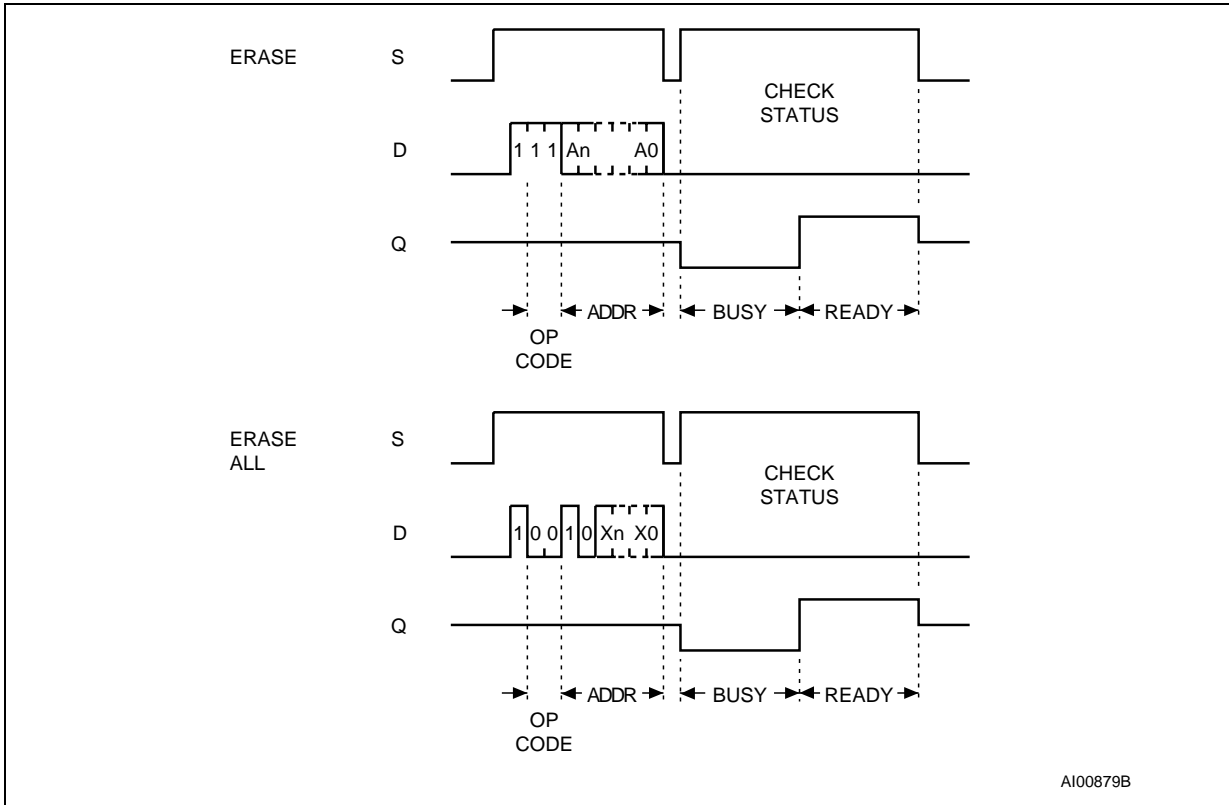 ERASE S
CHECK
STATUS
D 1 1 1 An A0
Q
ADDR BUSY READY
OP
CODE
ERASE
ALL
S
CHECK
STATUS
D 1 0 0 1 0 Xn X0
Q
ADDR BUSY READY
OP
CODE
AI00879B